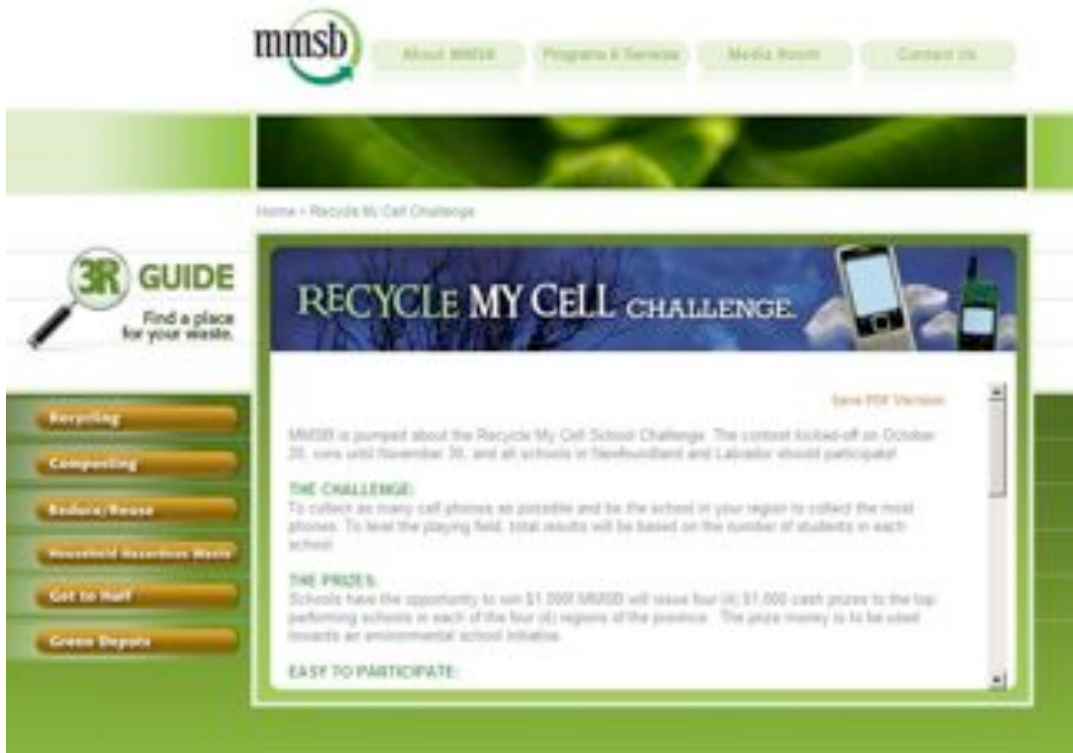 mmsb
About MMSB
Programs & Services
Media Room
Contact Us
Home > Recycle My Cell Challenge
3R GUIDE
Find a place
for your waste.
RECYCLE MY CELL CHALLENGE.
Recycling
Composting
Reduce/Reuse
Household Hazardous Waste
Get to Half
Green Depots
Save PDF Version
MMSB is pumped about the Recycle My Cell School Challenge. The contest kicked-off on October
runs until November 30, and all schools in Newfoundland and Labrador should participate!
THE CHALLENGE:
To collect as many cell phones as possible and be the school in your region to collect the most
phones. To level the playing field, total results will be based on the number of students in each
school.
THE PRIZES:
Schools have the opportunity to win $1,000! MMSB will issue four (4) $1,000 cash prizes to the top
performing schools in each of the four (4) regions of the province. The prize money is to be used
towards an environmental school initiative.
EASY TO PARTICIPATE: